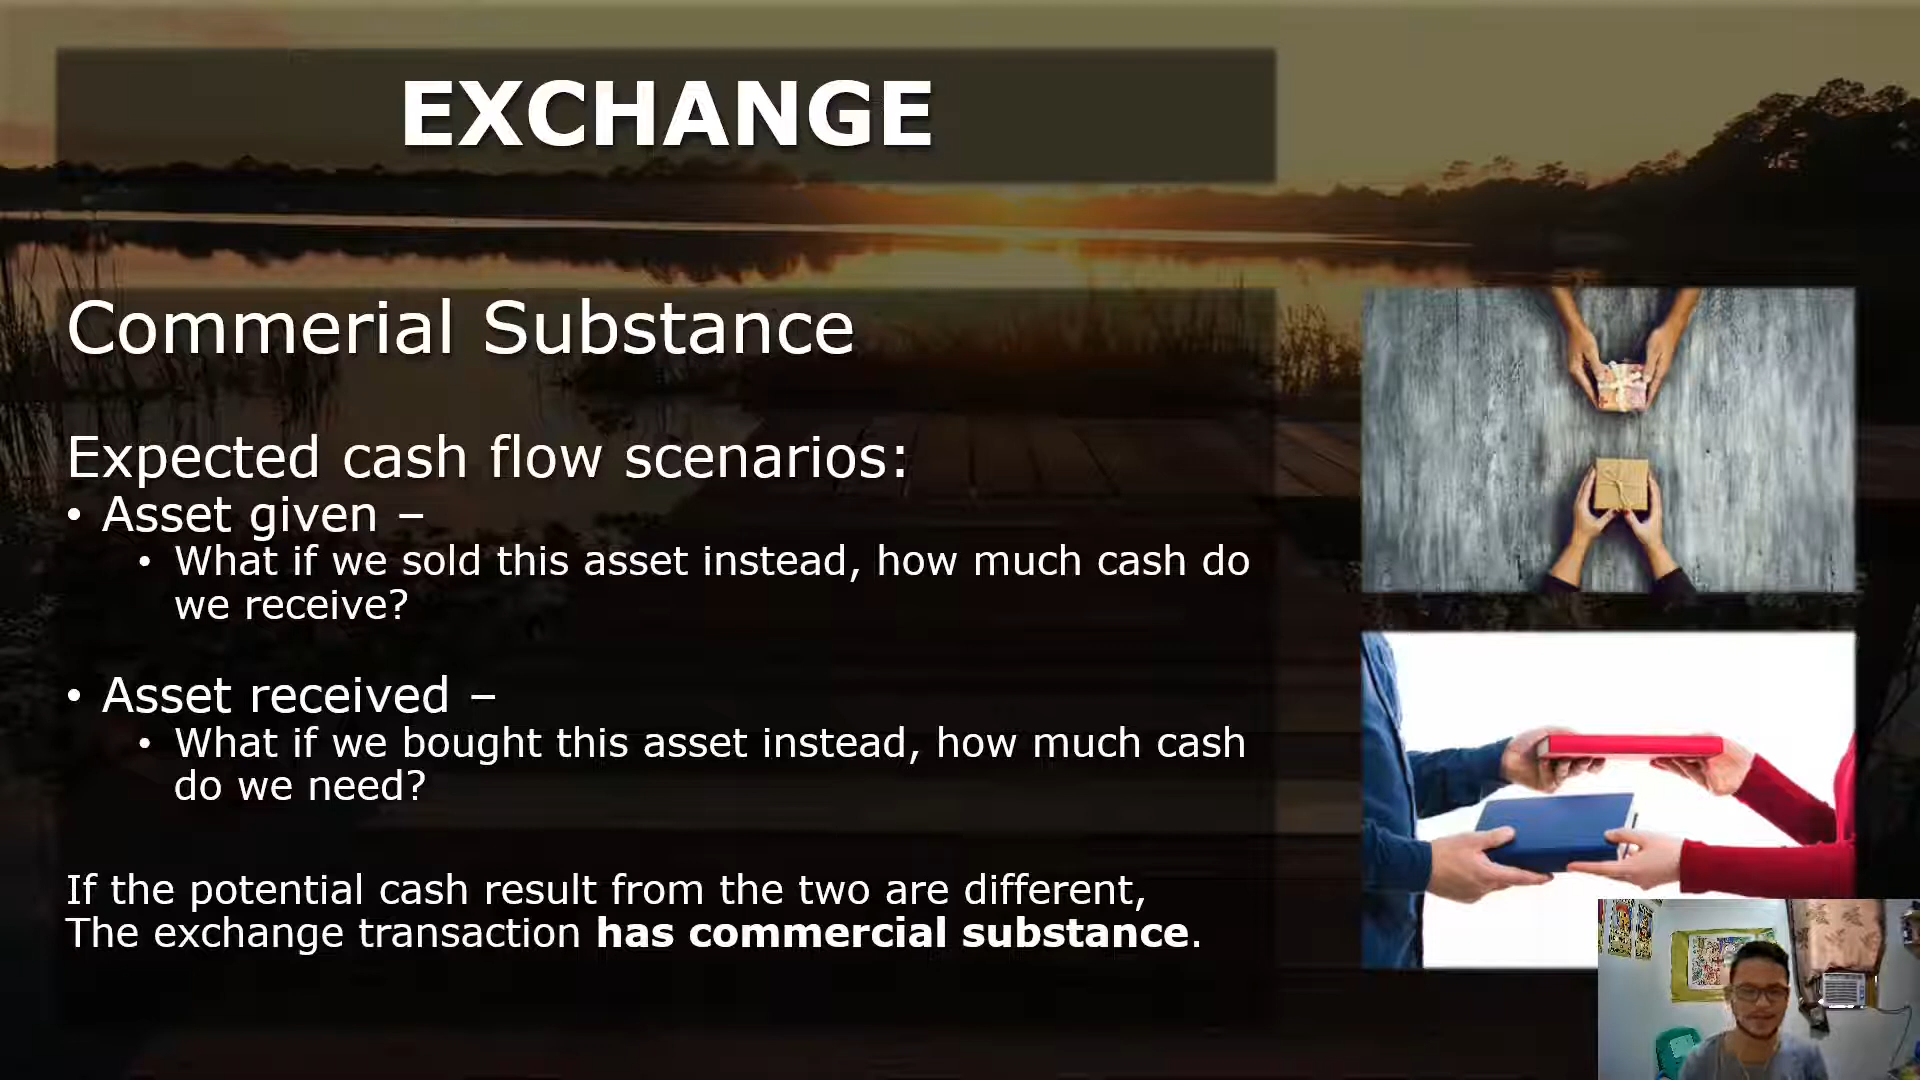 EXCHANGE
Commerial Substance
Expected cash flow scenarios:
• Asset given –
• What if we sold this asset instead, how much cash do
we receive?
• Asset received –
• What if we bought this asset instead, how much cash
do we need?
If the potential cash result from the two are different,
The exchange transaction has commercial substance.